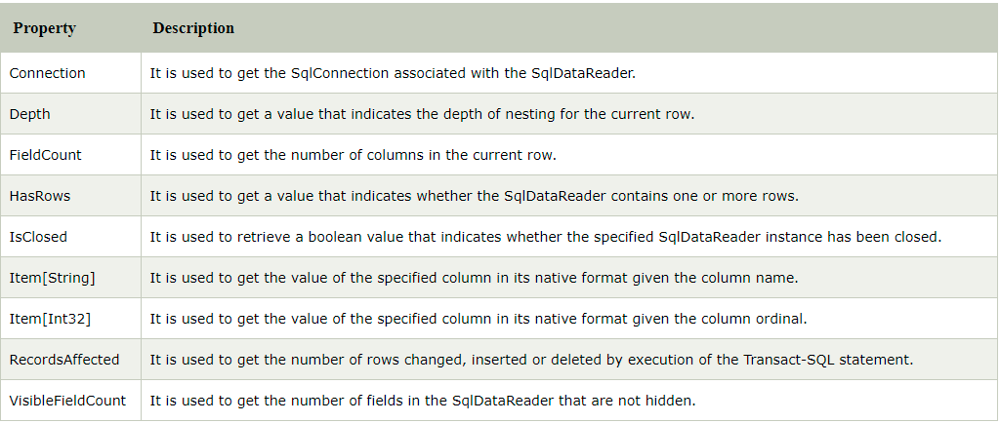 Property Description
Connection It is used to get the SqlConnection associated with the SqlDataReader.
Depth It is used to get a value that indicates the depth of nesting for the current row.
FieldCount It is used to get the number of columns in the current row.
HasRows It is used to get a value that indicates whether the SqlDataReader contains one or more rows.
IsClosed It is used to retrieve a boolean value that indicates whether the specified SqlDataReader instance has been closed.
Item[String] It is used to get the value of the specified column in its native format given the column name.
Item[Int32] It is used to get the value of the specified column in its native format given the column ordinal.
RecordsAffected It is used to get the number of rows changed, inserted or deleted by execution of the Transact-SQL statement.
VisibleFieldCount It is used to get the number of fields in the SqlDataReader that are not hidden.